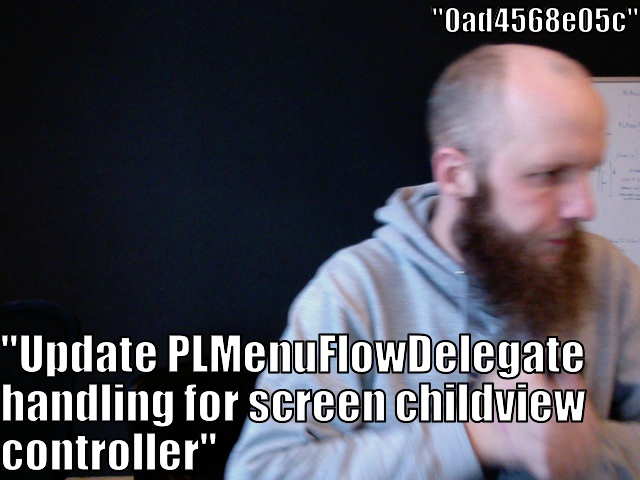 "0ad4568e05c"
"Update PLMenuFlowDelegate
handling for screen childview
controller"